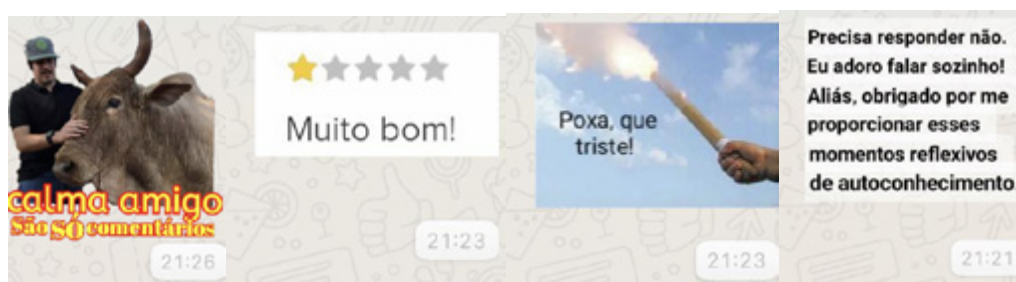 calma amigo
São SÓ comentários
21:26
Muito bom!
21:23
Poxa, que
triste!
21:23
Precisa responder não.
Eu adoro falar sozinho!
Aliás, obrigado por me
proporcionar esses
momentos reflexivos
de autoconhecimento.
21:21